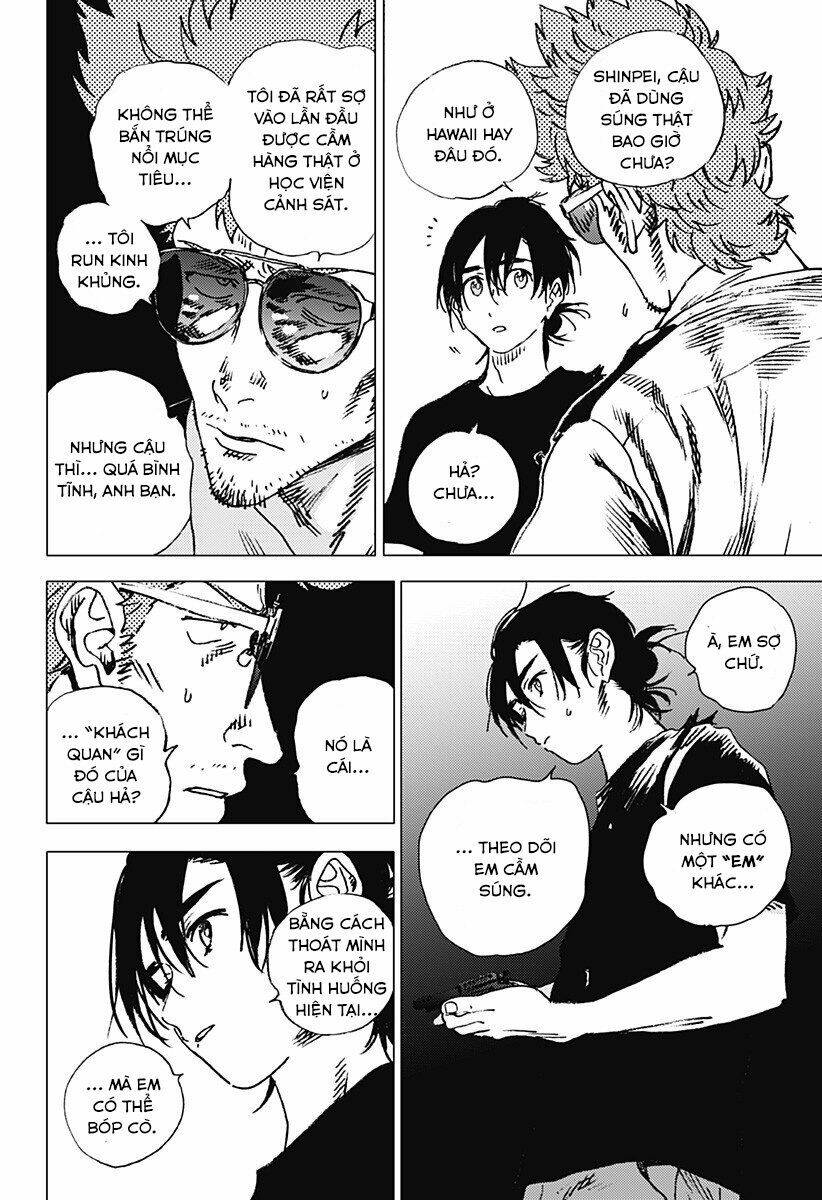 SHINPEI, CẬU
ĐÃ DÙNG
SÚNG THẬT
BAO GIỜ
CHƯA?
NHƯ Ở
HAWAII HAY
ĐÂU ĐÓ.
HẢ?
CHƯA...
TÔI ĐÃ RẤT SỢ
VÀO LẦN ĐẦU
ĐƯỢC CẦM
HÀNG THẬT Ở
HỌC VIỆN
CẢNH SÁT.
KHÔNG THỂ
BẮN TRÚNG
NỔI MỤC
TIÊU...
... TÔI
RUN KINH
KHỦNG.
NHƯNG CẬU
THÌ... QUÁ BÌNH
TĨNH, ANH BẠN.
À, EM SỢ
CHỨ.
NHƯNG CÓ
MỘT “EM”
KHÁC...
... THEO DÕI
EM CẦM
SÚNG.
NÓ LÀ
CÁI...
... “KHÁCH
QUAN” GÌ
ĐÓ CỦA
CẬU HẢ?
BẰNG CÁCH
THOÁT MÌNH
RA KHỎI
TÌNH HUỐNG
HIỆN TẠI...
... MÀ EM
CÓ THỂ
BÓP CÒ.